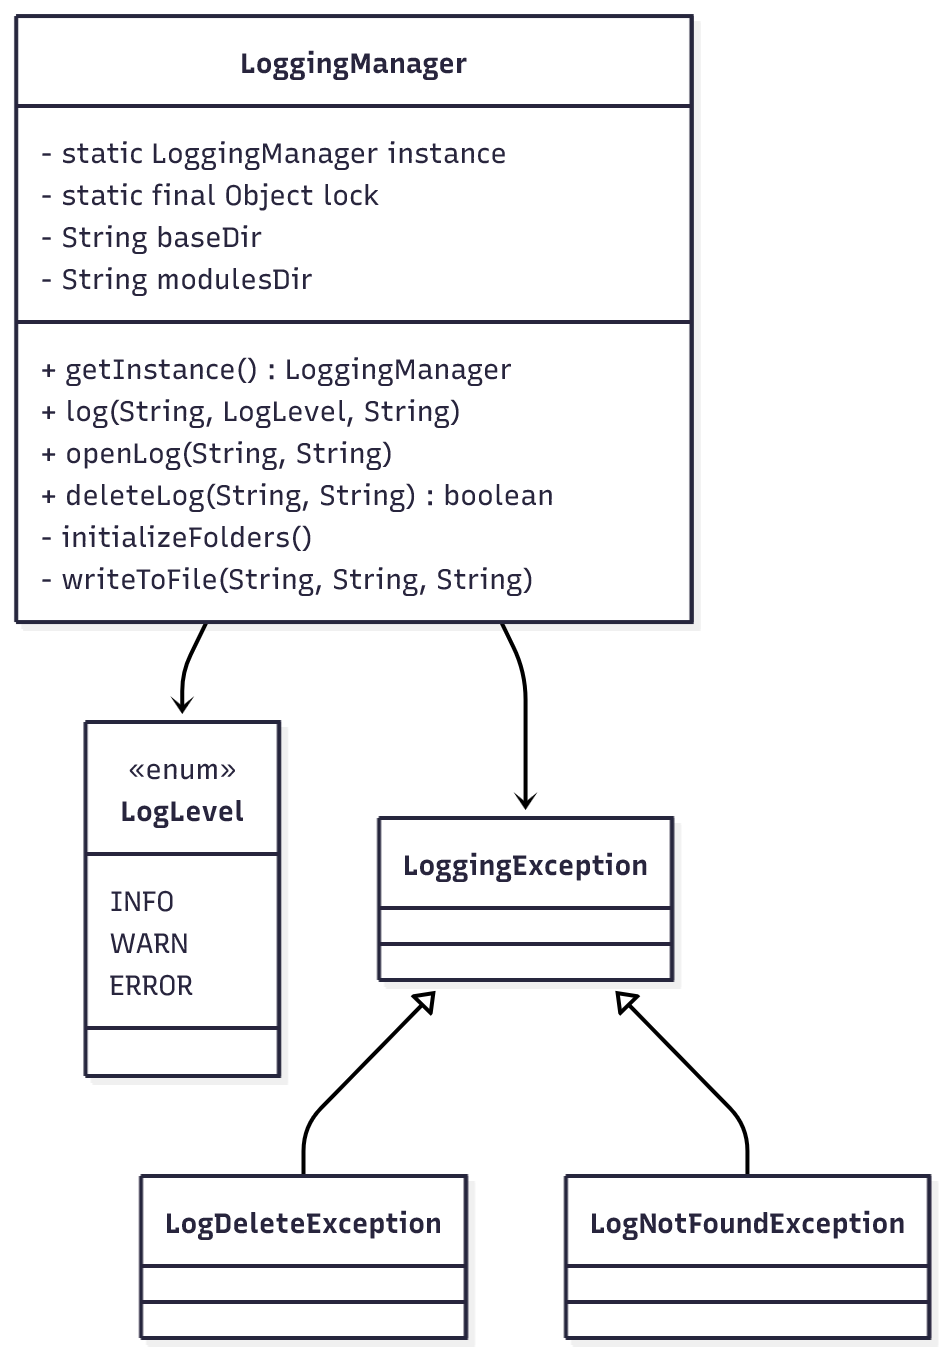 LoggingManager
- static LoggingManager instance
- static final Object lock
- String baseDir
- String modulesDir
+ getInstance() : LoggingManager
+ log(String, LogLevel, String)
+ openLog(String, String)
+ deleteLog(String, String) : boolean
- initializeFolders()
- writeToFile(String, String, String)
«enum»
LogLevel
INFO
WARN
ERROR
LoggingException
LogDeleteException
LogNotFoundException